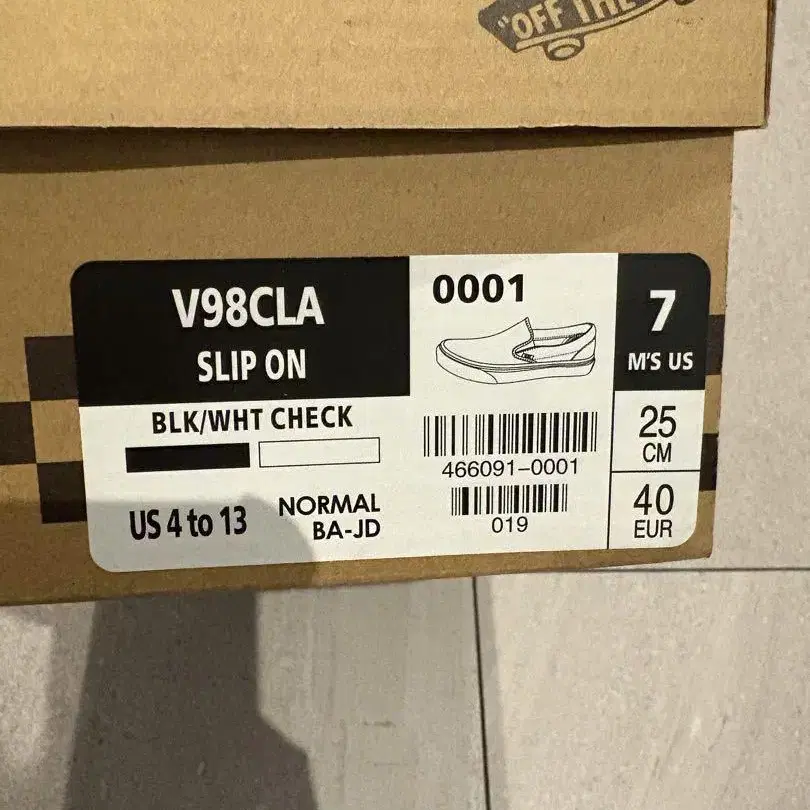 "OFF THE
V98CLA
SLIP ON
BLK/WHT CHECK
US 4 to 13
NORMAL
BA-JD
0001
466091-0001
019
7
M'S US
25
CM
40
EUR